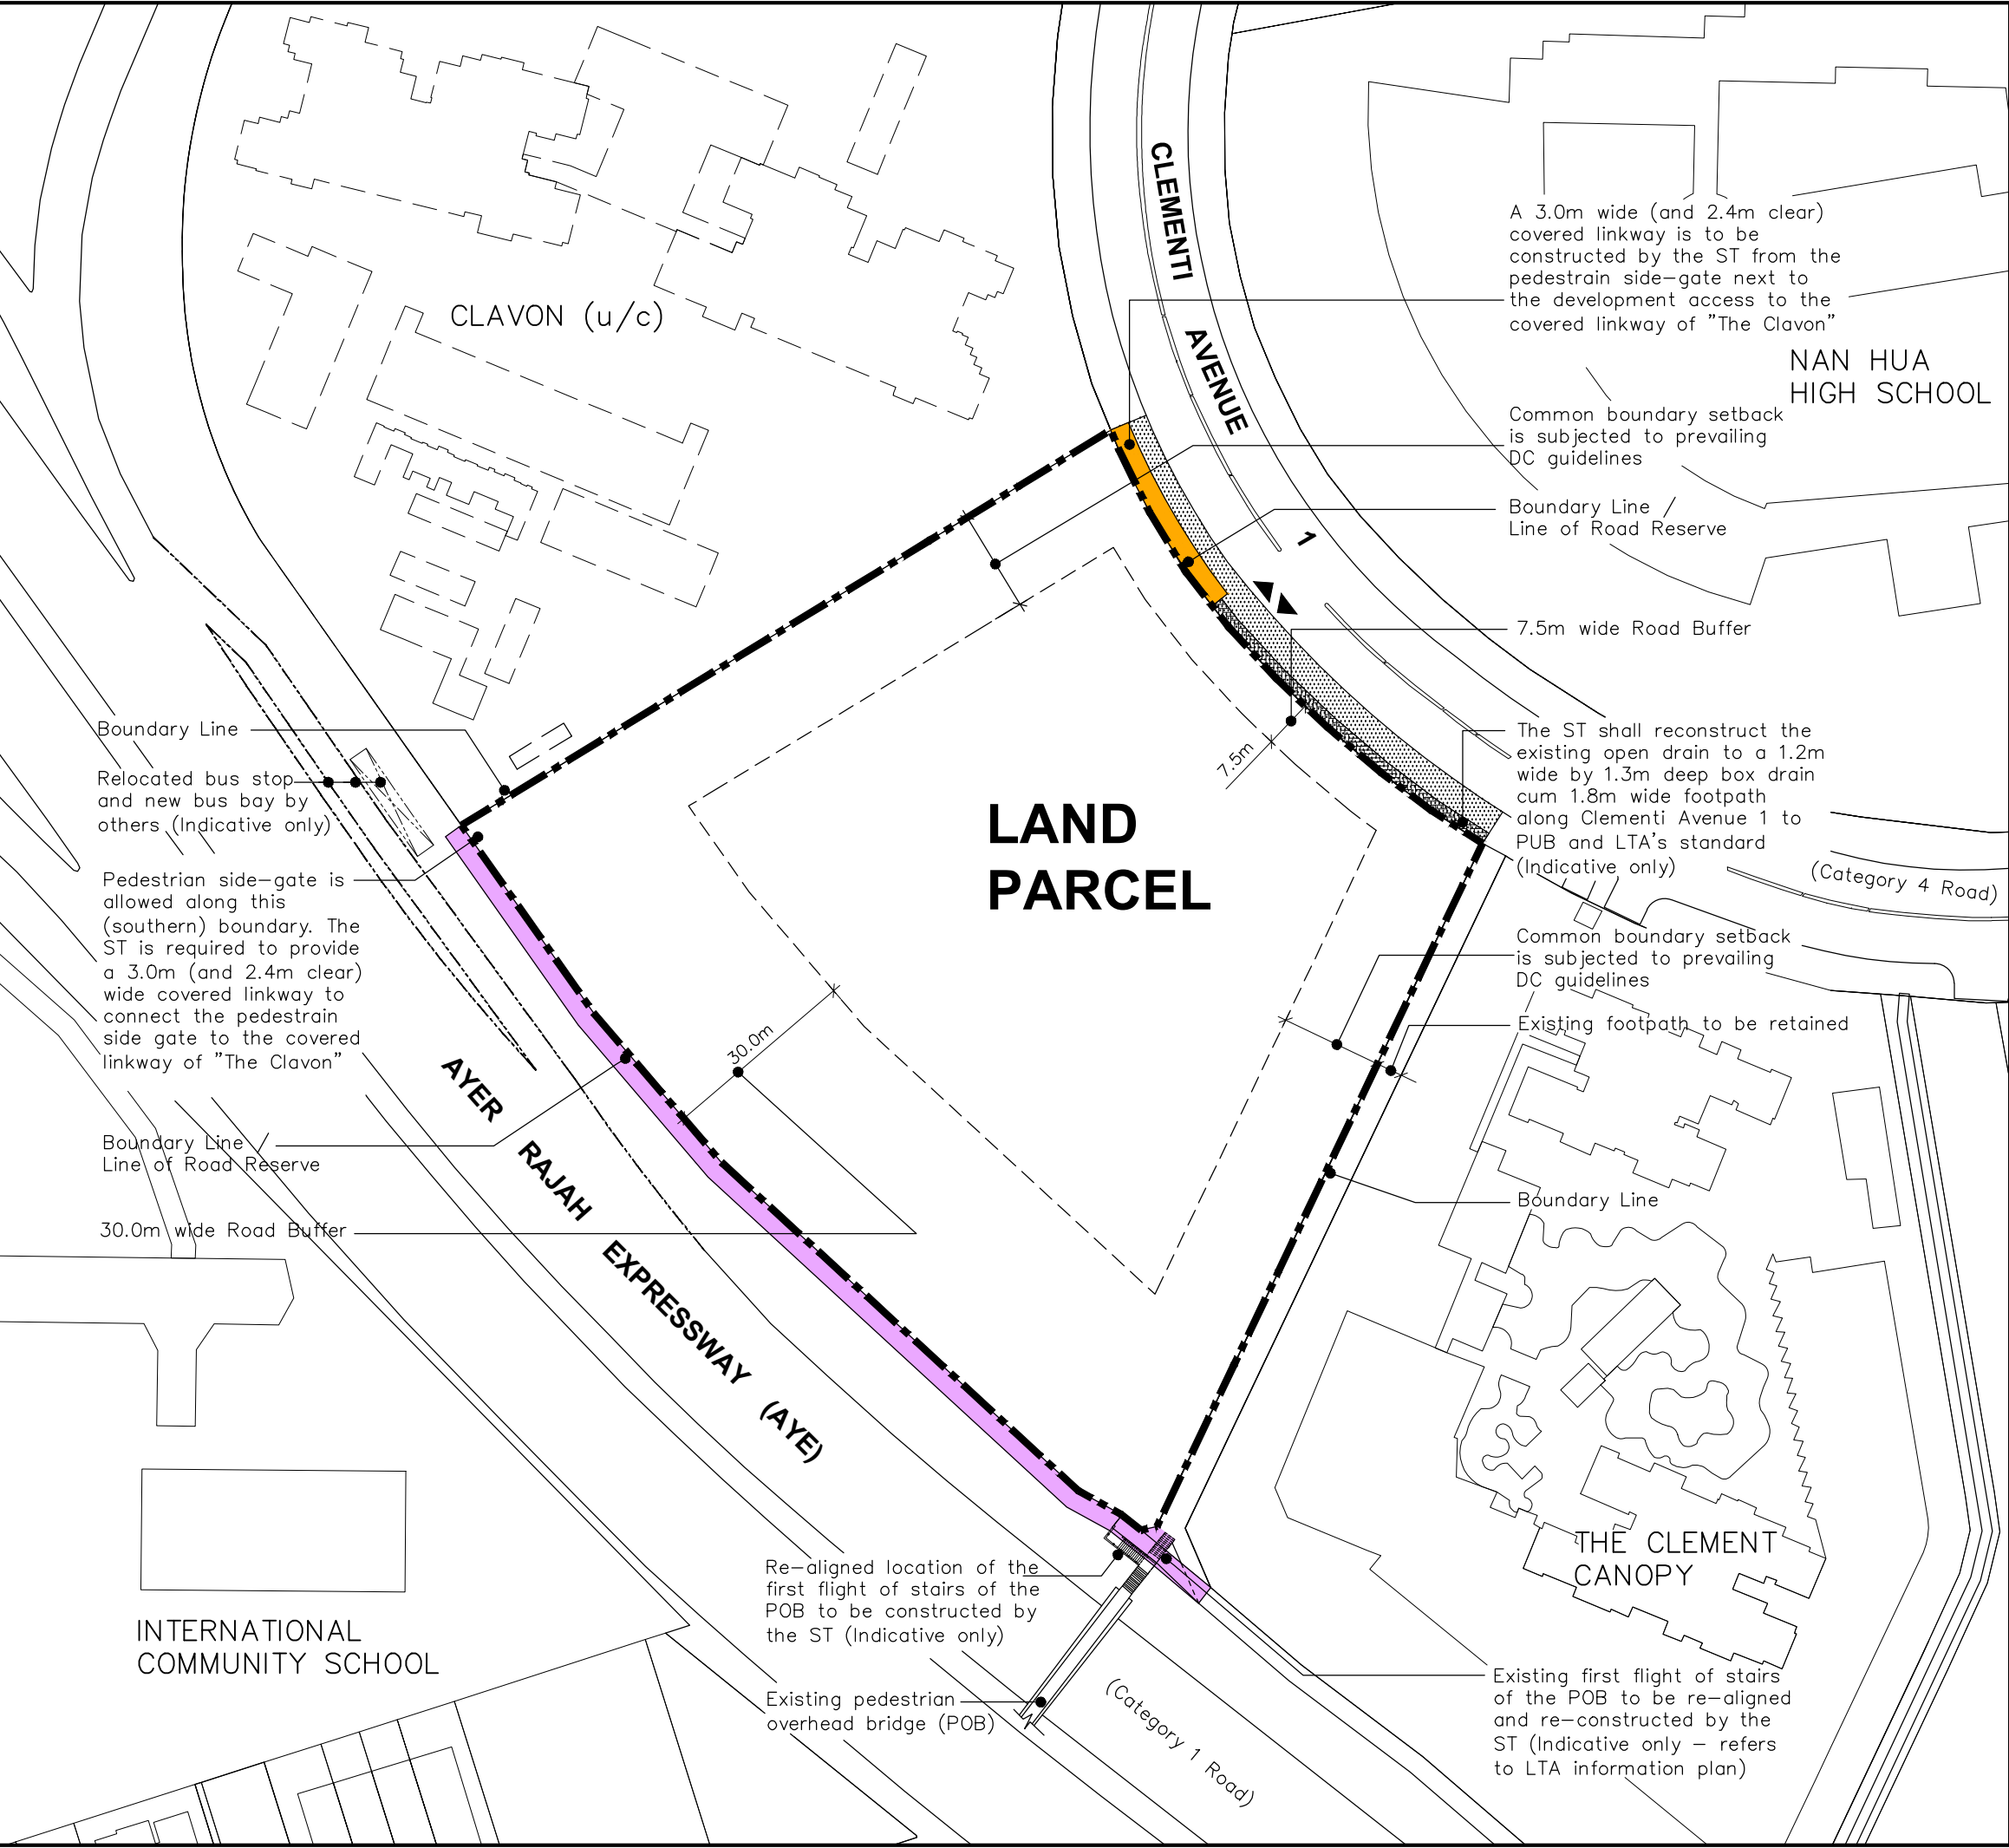 CLEMENTI
AVENUE
1
CLAVON (u/c)
A 3.0m wide (and 2.4m clear)
covered linkway is to be
constructed by the ST from the
pedestrain side-gate next to
the development access to the
covered linkway of "The Clavon"
NAN HUA
HIGH SCHOOL
Common boundary setback
is subjected to prevailing
DC guidelines
Boundary Line /
Line of Road Reserve
7.5m wide Road Buffer
7.5m
The ST shall reconstruct the
existing open drain to a 1.2m
wide by 1.3m deep box drain
cum 1.8m wide footpath
along Clementi Avenue 1 to
PUB and LTA's standard
(Indicative only)
(Category 4 Road)
Boundary Line
Relocated bus stop
and new bus bay by
others (Indicative only)
Pedestrian side-gate is
allowed along this
(southern) boundary. The
ST is required to provide
a 3.0m (and 2.4m clear)
wide covered linkway to
connect the pedestrain
side gate to the covered
linkway of "The Clavon"
LAND
PARCEL
Common boundary setback
is subjected to prevailing
DC guidelines
Existing footpath to be retained
30.0m
Boundary Line /
Line of Road Reserve
30.0m wide Road Buffer
AYER
RAJAH
EXPRESSWAY
(AYE)
Boundary Line
THE CLEMENT
CANOPY
INTERNATIONAL
COMMUNITY SCHOOL
Re-aligned location of the
first flight of stairs of the
POB to be constructed by
the ST (Indicative only)
Existing pedestrian
overhead bridge (POB)
(Category 1 Road)
Existing first flight of stairs
of the POB to be re-aligned
and re-constructed by the
ST (Indicative only - refers
to LTA information plan)